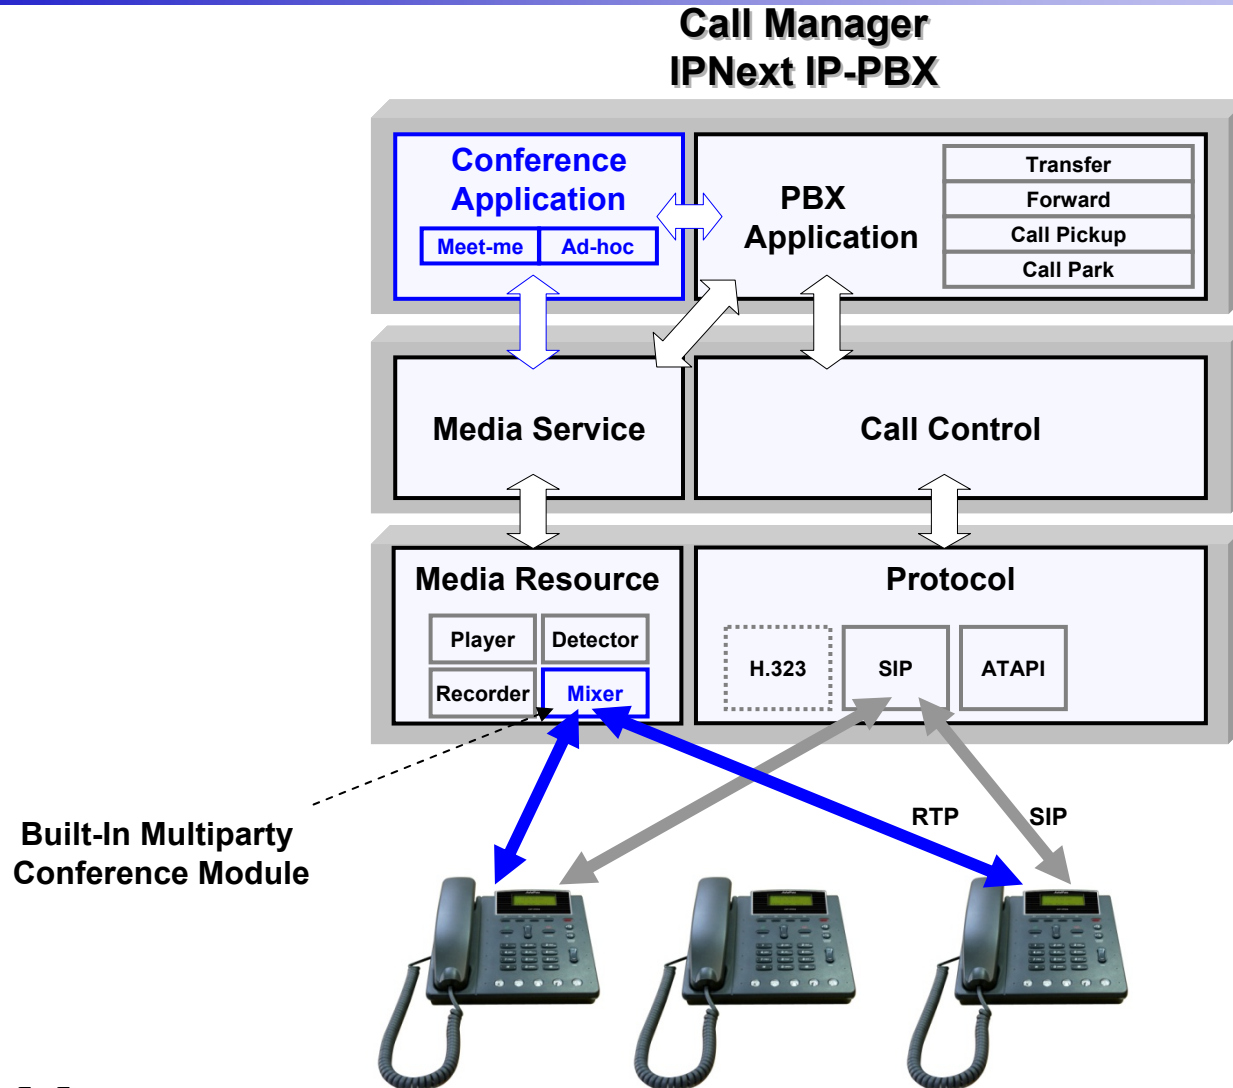 Call Manager
IPNext IP-PBX
Conference
Application
Meet-me
Ad-hoc
PBX
Application
Transfer
Forward
Call Pickup
Call Park
Media Service
Call Control
Media Resource
Player
Detector
Recorder
Mixer
Protocol
H.323
SIP
ATAPI
RTP
SIP
Built-In Multiparty
Conference Module